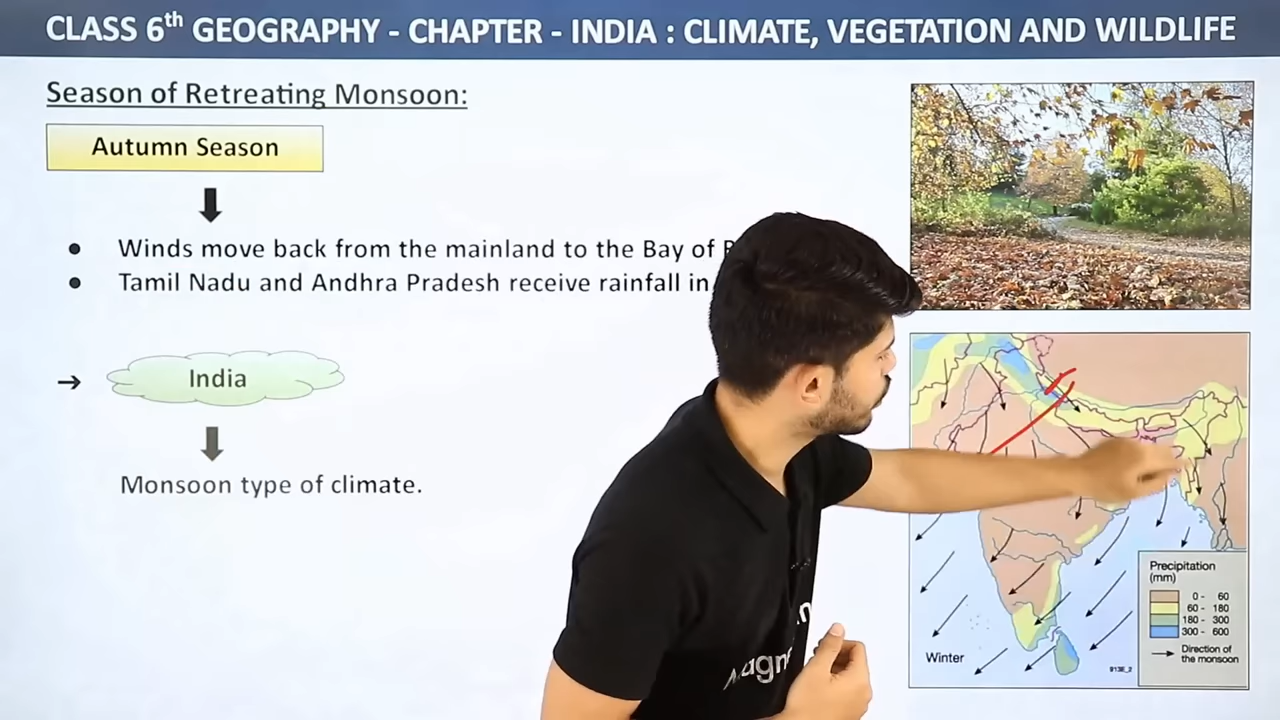 CLASS 6th GEOGRAPHY - CHAPTER - INDIA : CLIMATE, VEGETATION AND WILDLIFE
Season of Retreating Monsoon:
Autumn Season
• Winds move back from the mainland to the Bay of
• Tamil Nadu and Andhra Pradesh receive rainfall in
→ India
Monsoon type of climate.
Precipitation
(mm)
0 - 60
60 - 180
180 - 300
300 - 600
Direction of
the monsoon
Winter